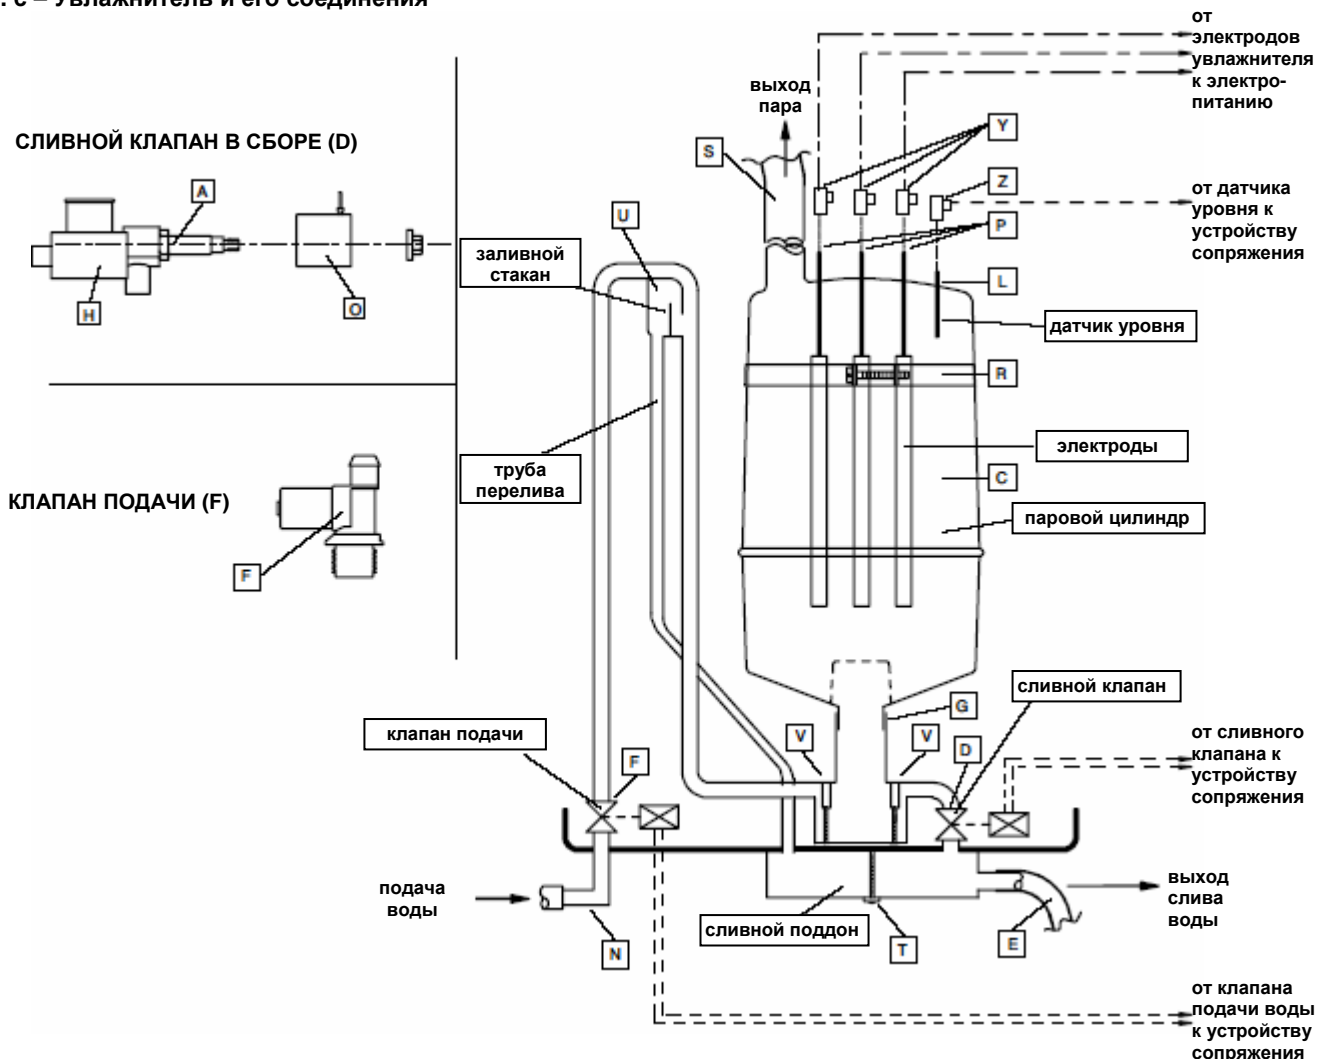 . с – Увлажнитель и его соединения
от
электродов
увлажнителя
к электро-
питанию
выход
пара
СЛИВНОЙ КЛАПАН В СБОРЕ (D)
Y
S
A
Z
от датчика
уровня к
устройству
сопряжения
U
P
заливной
стакан
L
H
O
датчик уровня
R
электроды
труба
перелива
C
КЛАПАН ПОДАЧИ (F)
паровой цилиндр
F
сливной клапан
G
клапан подачи
V
V
D
от сливного
клапана к
устройству
сопряжения
F
подача
воды
выход
слива
воды
сливной поддон
N
T
E
от клапана
подачи воды
к устройству
сопряжения